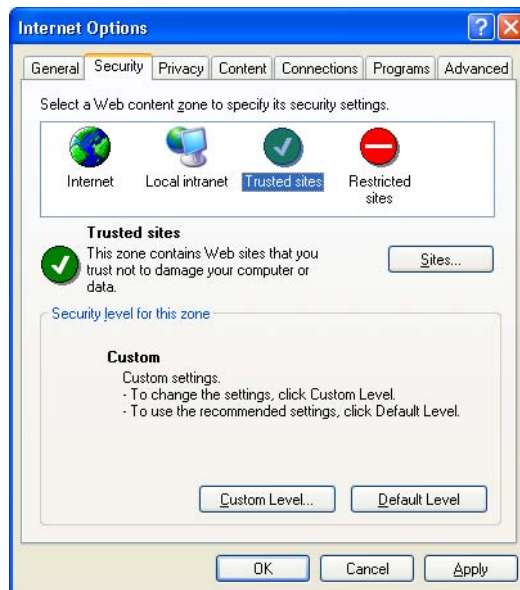 Internet Options
General Security Privacy Content Connections Programs Advanced
Select a Web content zone to specify its security settings.
Internet Local intranet Trusted sites Restricted
sites
Trusted sites
This zone contains Web sites that you
trust not to damage your computer or
data.
Sites...
Security level for this zone
Custom
Custom settings.
- To change the settings, click Custom Level.
- To use the recommended settings, click Default Level.
Custom Level... Default Level
OK Cancel Apply